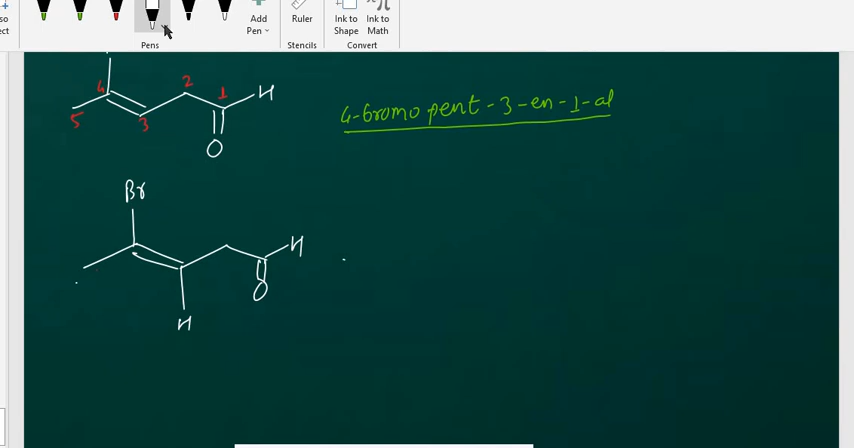 Add
Pen
Ruler
Ink to
Shape
Ink to
Math
Pens
Stencils
Convert
4
2
1
H
5
3
O
4-bromo pent-3-en-1-al
Br
H
O
H